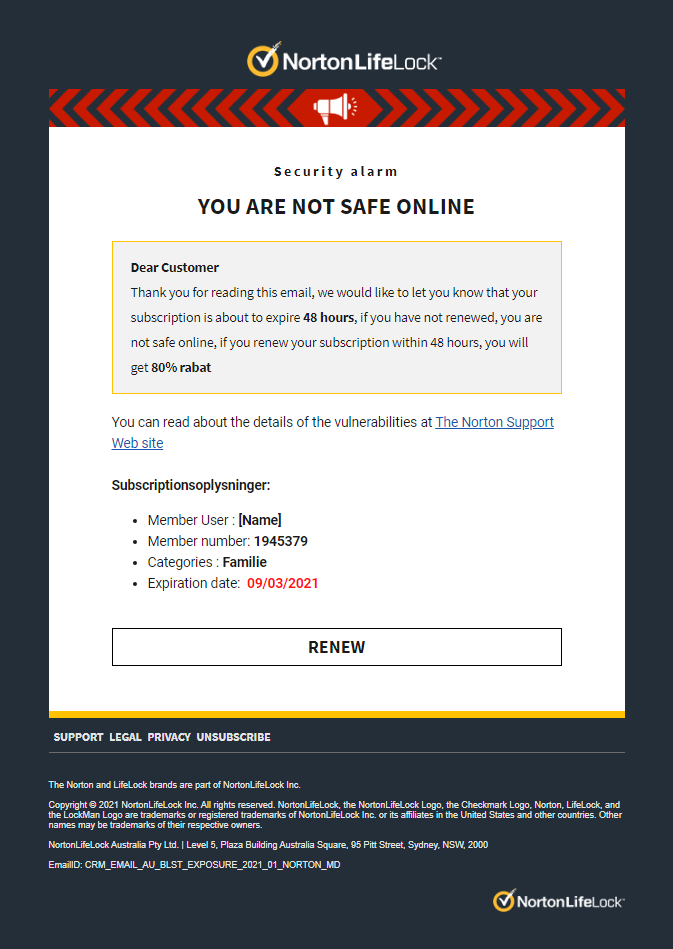 NortonLifeLock
Security alarm
YOU ARE NOT SAFE ONLINE
Dear Customer
Thank you for reading this email, we would like to let you know that your
subscription is about to expire 48 hours, if you have not renewed, you are
not safe online, if you renew your subscription within 48 hours, you will
get 80% rabat
You can read about the details of the vulnerabilities at The Norton Support
Web site
Subscriptionsoplysninger:
• Member User : [Name]
• Member number: 1945379
• Categories : Familie
• Expiration date: 09/03/2021
RENEW
SUPPORT LEGAL PRIVACY UNSUBSCRIBE
The Norton and LifeLock brands are part of NortonLifeLock Inc.
Copyright © 2021 NortonLifeLock Inc. All rights reserved. NortonLifeLock, the NortonLifeLock Logo, the Checkmark Logo, Norton, LifeLock, and
the LockMan Logo are trademarks or registered trademarks of NortonLifeLock Inc. or its affiliates in the United States and other countries. Other
names may be trademarks of their respective owners.
NortonLifeLock Australia Pty Ltd. | Level 5, Plaza Building Australia Square, 95 Pitt Street, Sydney, NSW, 2000
EmailID: CRM_EMAIL_AU_BLST_EXPOSURE_2021_01_NORTON_MD
NortonLifeLock